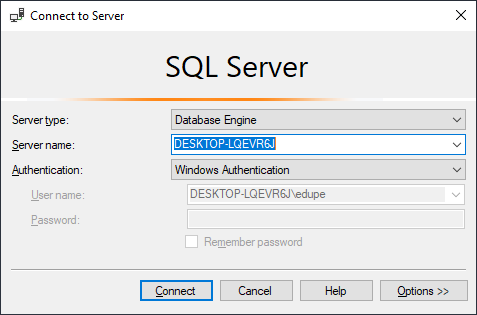 Connect to Server
SQL Server
Server type: Database Engine
Server name: DESKTOP-LQEVR6J
Authentication: Windows Authentication
User name: DESKTOP-LQEVR6J\edupe
Password:
Remember password
Connect Cancel Help Options >>